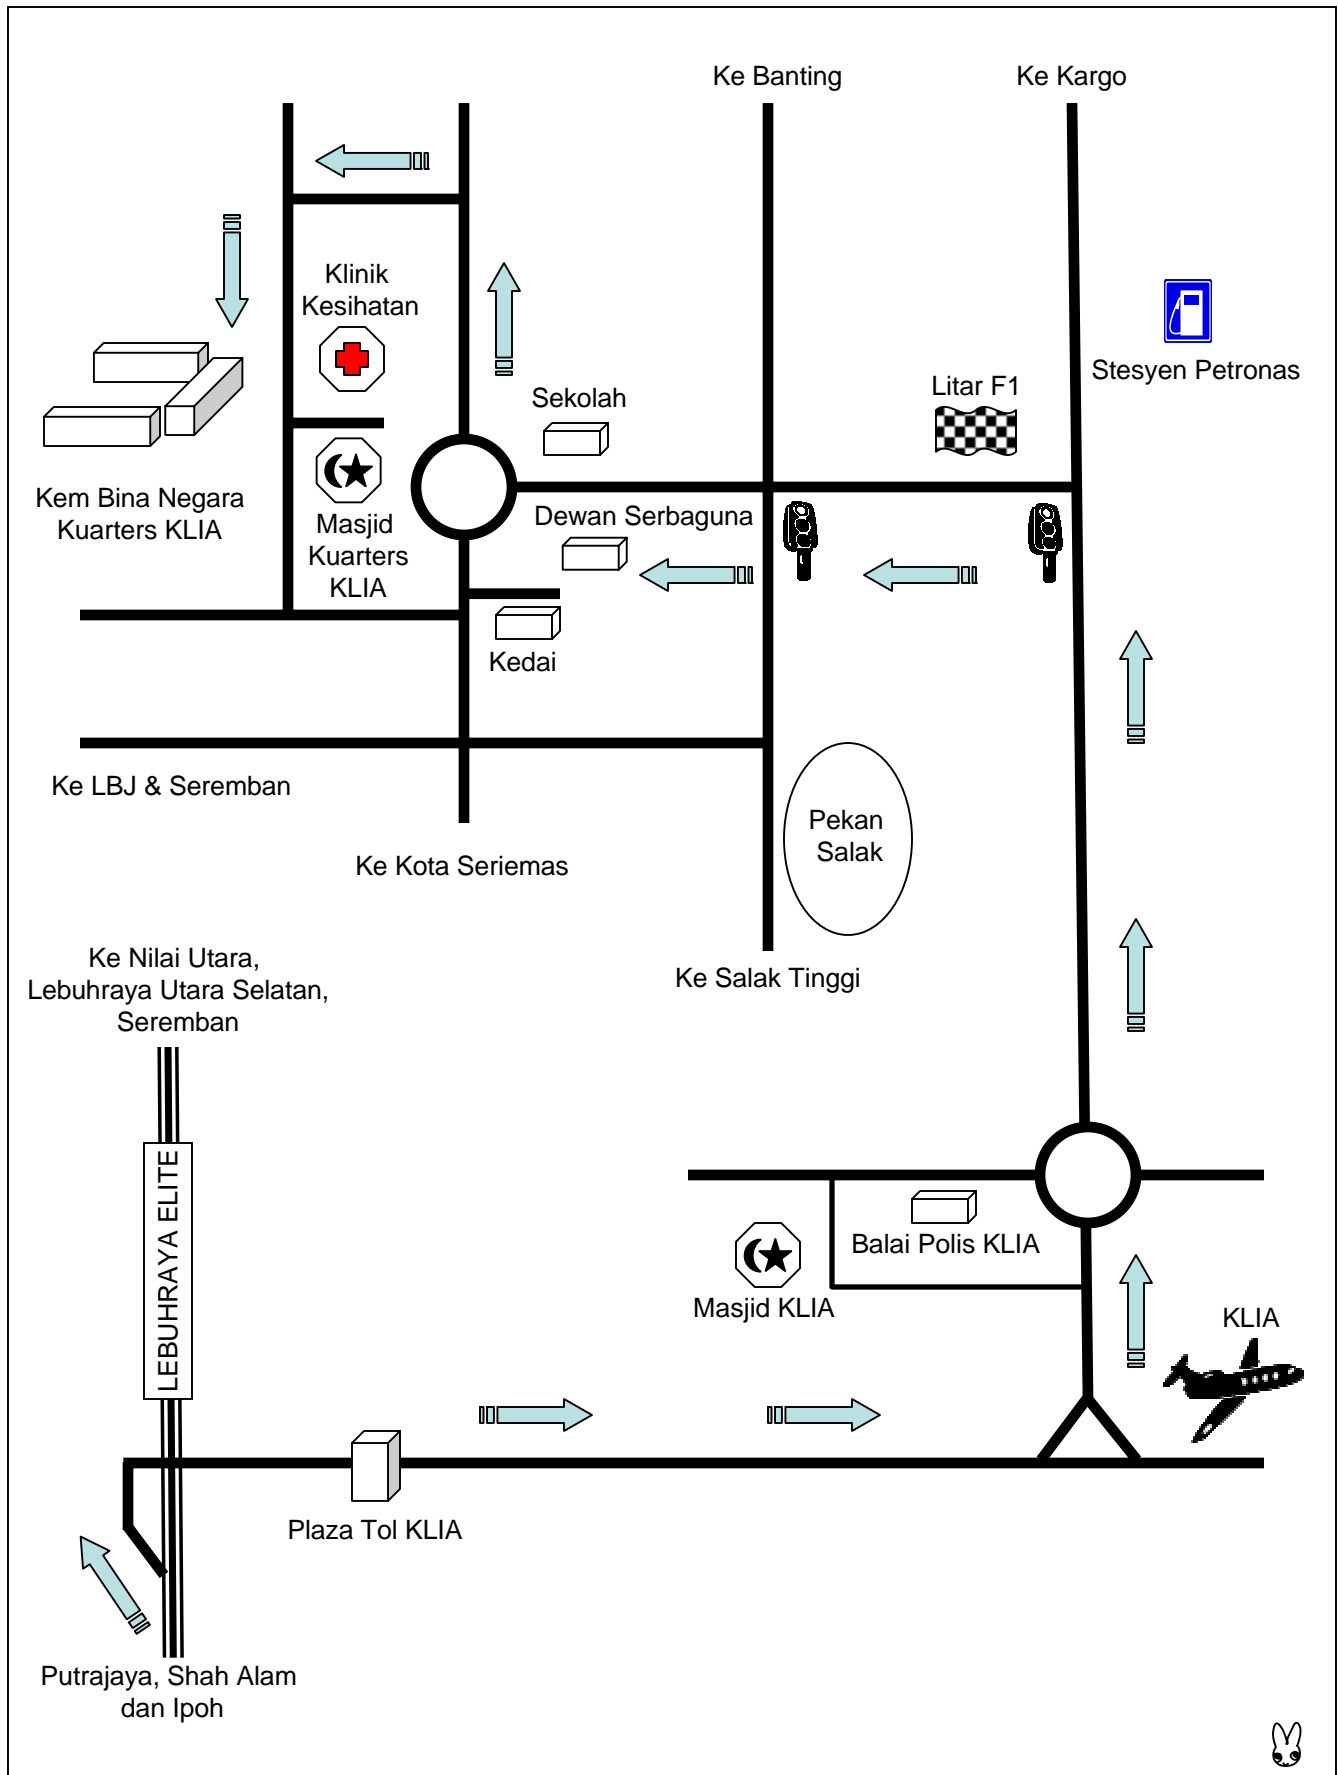 Ke Banting
Ke Kargo
Klinik
Kesihatan
Stesyen Petronas
Litar F1
Sekolah
Kem Bina Negara
Kuarters KLIA
Masjid
Kuarters
KLIA
Dewan Serbaguna
Kedai
Ke LBJ & Seremban
Pekan
Salak
Ke Kota Seriemas
Ke Nilai Utara,
Lebuhraya Utara Selatan,
Seremban
Ke Salak Tinggi
LEBUHRAYA ELITE
Balai Polis KLIA
Masjid KLIA
KLIA
Plaza Tol KLIA
Putrajaya, Shah Alam
dan Ipoh